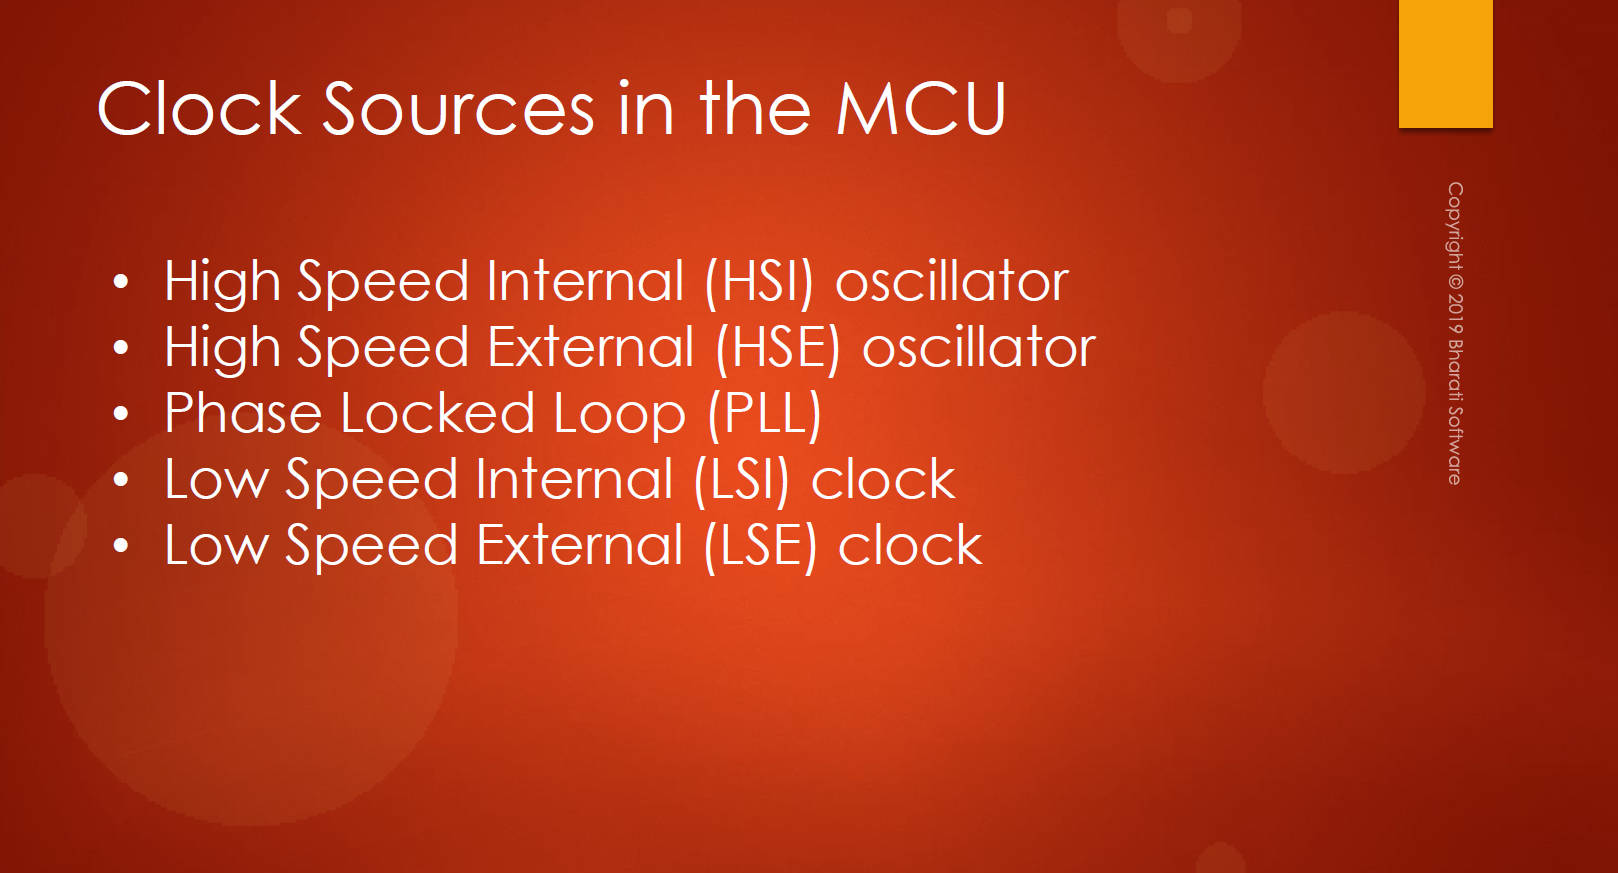 Clock Sources in the MCU
• High Speed Internal (HSI) oscillator
• High Speed External (HSE) oscillator
• Phase Locked Loop (PLL)
• Low Speed Internal (LSI) clock
• Low Speed External (LSE) clock
Copyright © 2019 Bharati Software